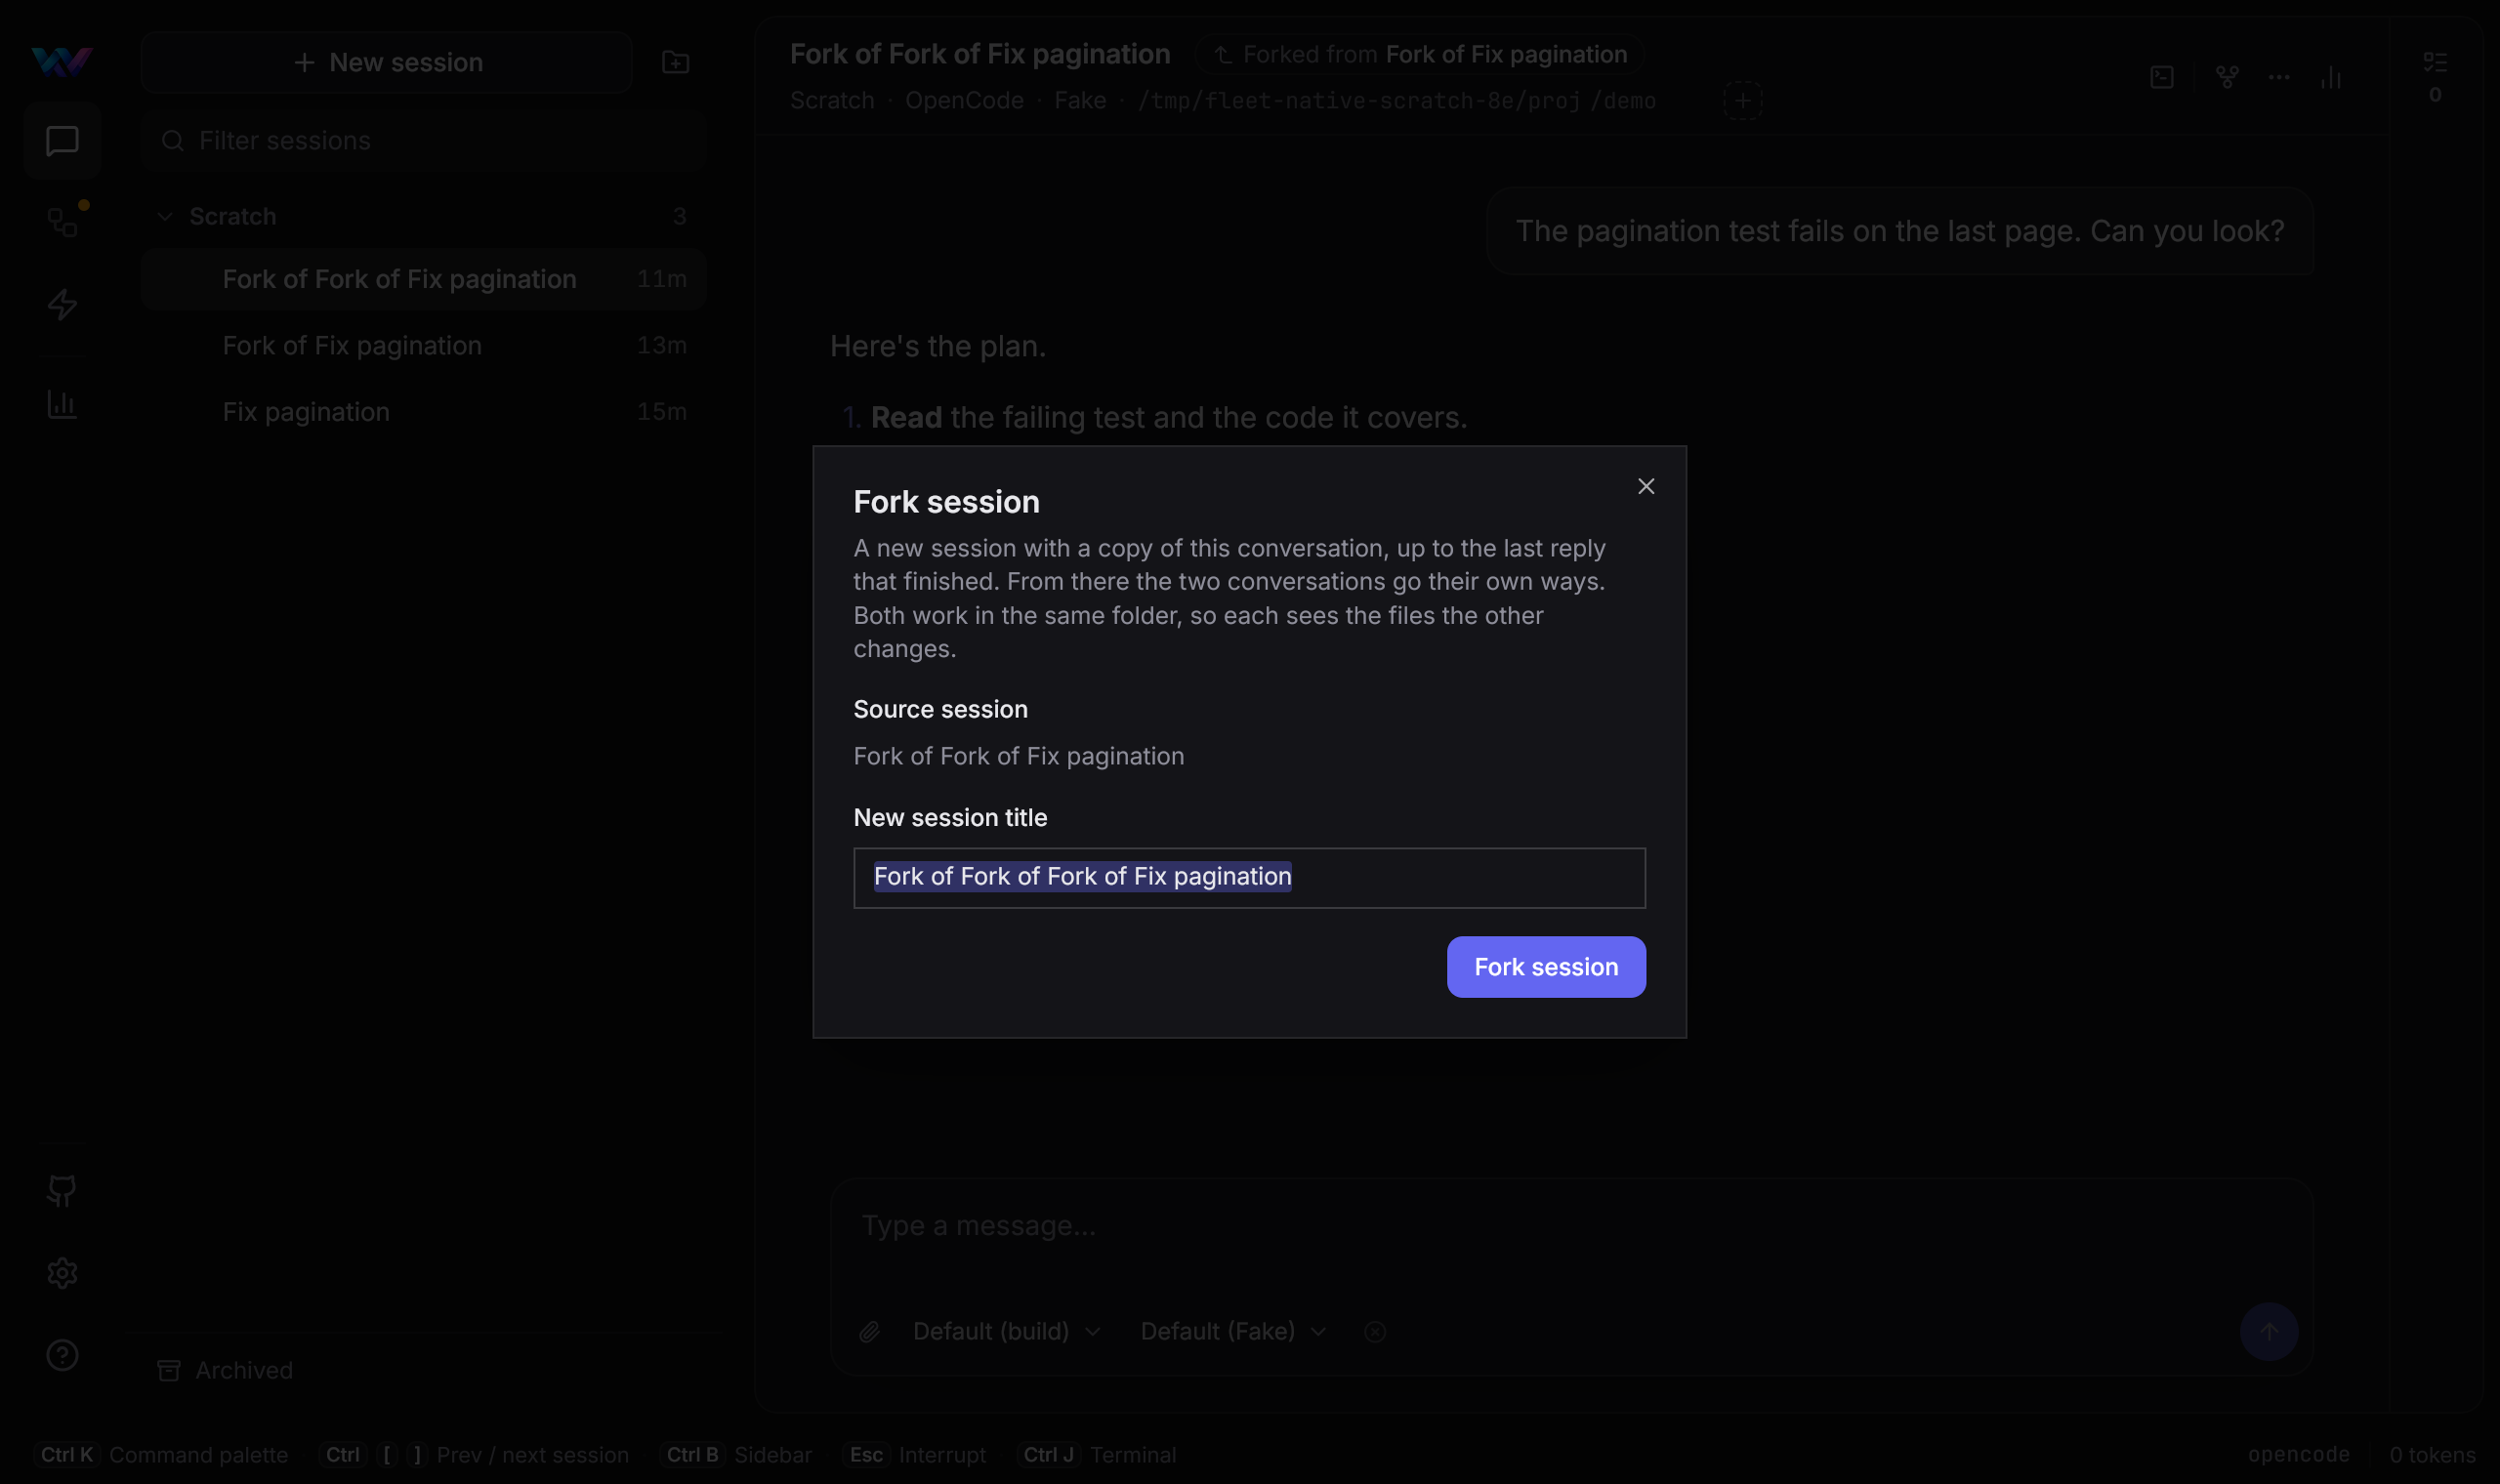 New session
Filter sessions
Scratch 3
Fork of Fork of Fix pagination 11m
Fork of Fix pagination 13m
Fix pagination 15m
Archived
Fork of Fork of Fix pagination Forked from Fork of Fix pagination
Scratch · OpenCode · Fake · /tmp/fleet-native-scratch-8e/proj /demo
0
The pagination test fails on the last page. Can you look?
Here's the plan.
1. Read the failing test and the code it covers.
Fork session
A new session with a copy of this conversation, up to the last reply
that finished. From there the two conversations go their own ways.
Both work in the same folder, so each sees the files the other
changes.
Source session
Fork of Fork of Fix pagination
New session title
Fork of Fork of Fork of Fix pagination
Fork session
Type a message...
Default (build) Default (Fake)
Ctrl K Command palette Ctrl [ ] Prev / next session Ctrl B Sidebar Esc Interrupt Ctrl J Terminal opencode 0 tokens